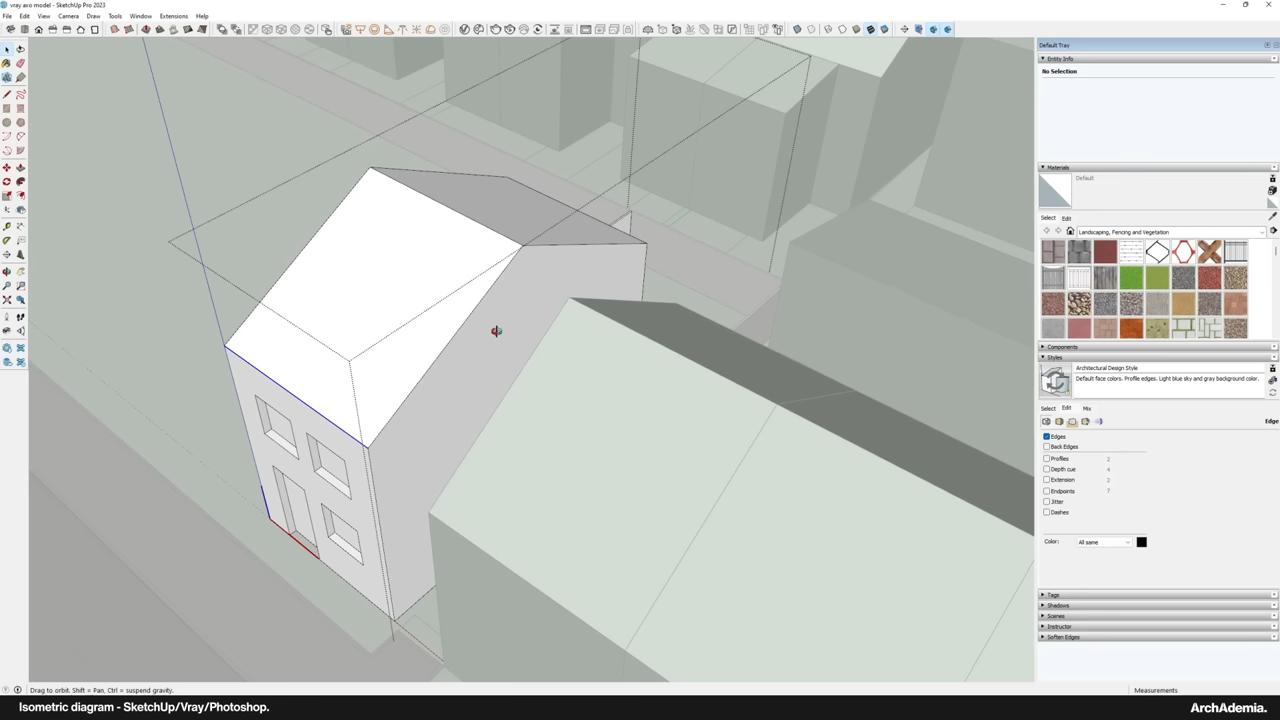 vray axo model - SketchUp Pro 2023
File Edit View Camera Draw Tools Window Extensions Help
Default Tray
Entity Info
No Selection
Materials
Default
Select Edit
Landscaping, Fencing and Vegetation
Components
Styles
Architectural Design Style
Default face colors. Profile edges. Light blue sky and gray background color.
Select Edit Mix
Edge
Edges
Back Edges
Profiles 2
Depth cue 4
Extension 2
Endpoints 7
Jitter
Dashes
Color: All same
Tags
Shadows
Scenes
Instructor
Soften Edges
Drag to orbit. Shift = Pan, Ctrl = suspend gravity.
Measurements
Isometric diagram - SketchUp/Vray/Photoshop.
ArchAdemia.